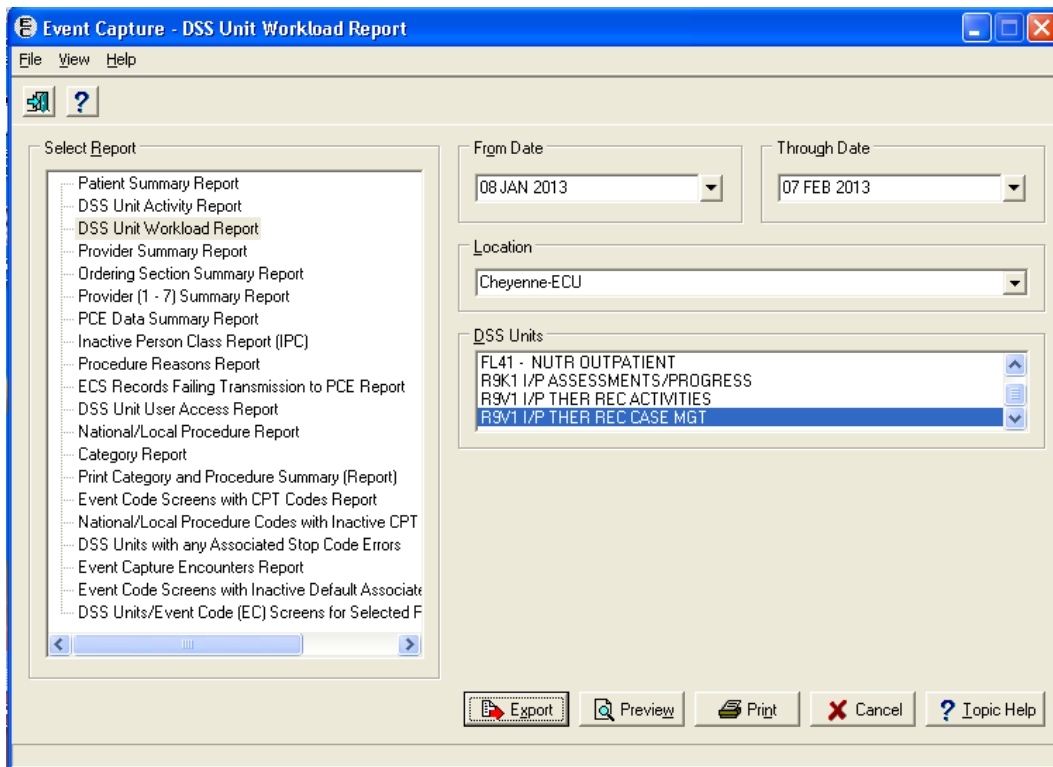 Event Capture - DSS Unit Workload Report
File View Help
Select Report
Patient Summary Report
DSS Unit Activity Report
DSS Unit Workload Report
Provider Summary Report
Ordering Section Summary Report
Provider (1 - 7) Summary Report
PCE Data Summary Report
Inactive Person Class Report (IPC)
Procedure Reasons Report
ECS Records Failing Transmission to PCE Report
DSS Unit User Access Report
National/Local Procedure Report
Category Report
Print Category and Procedure Summary (Report)
Event Code Screens with CPT Codes Report
National/Local Procedure Codes with Inactive CPT
DSS Units with any Associated Stop Code Errors
Event Capture Encounters Report
Event Code Screens with Inactive Default Associate
DSS Units/Event Code (EC) Screens for Selected F
From Date
08 JAN 2013
Through Date
07 FEB 2013
Location
Cheyenne-ECU
DSS Units
FL41 - NUTR OUTPATIENT
R9K1 I/P ASSESSMENTS/PROGRESS
R9V1 I/P THER REC ACTIVITIES
R9V1 I/P THER REC CASE MGT
Export Preview Print Cancel Topic Help